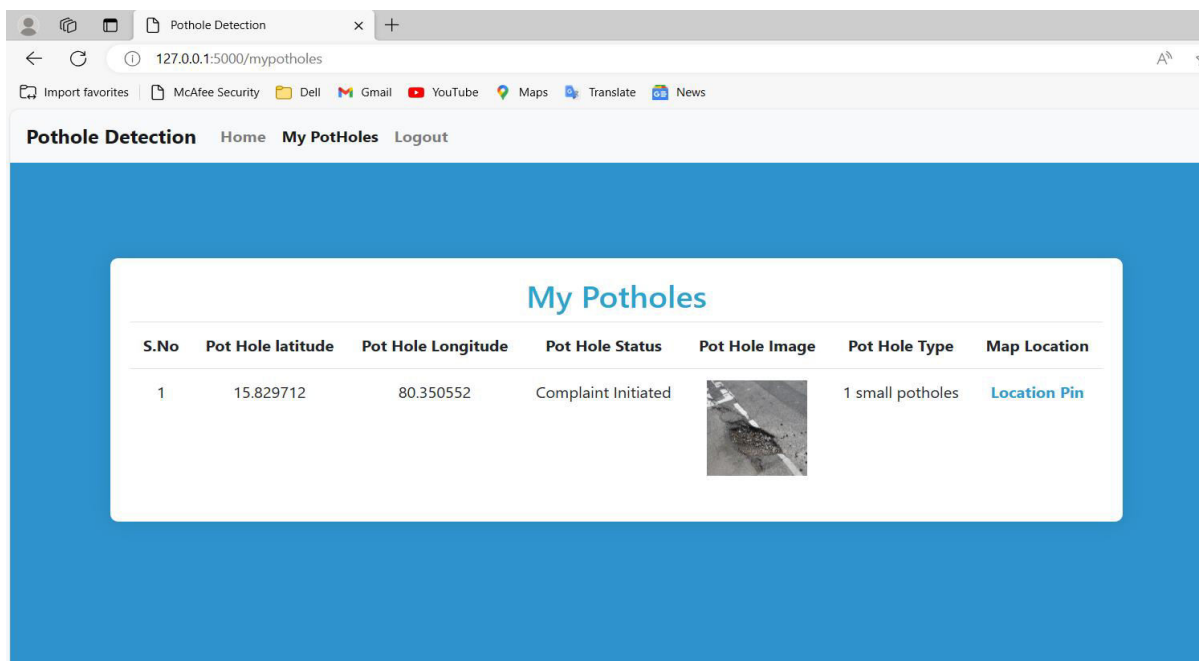 Pothole Detection
127.0.0.1:5000/mypotholes
Import favorites McAfee Security Dell Gmail YouTube Maps Translate News
Pothole Detection Home My PotHoles Logout
My Potholes
S.No Pot Hole latitude Pot Hole Longitude Pot Hole Status Pot Hole Image Pot Hole Type Map Location
1 15.829712 80.350552 Complaint Initiated 1 small potholes Location Pin